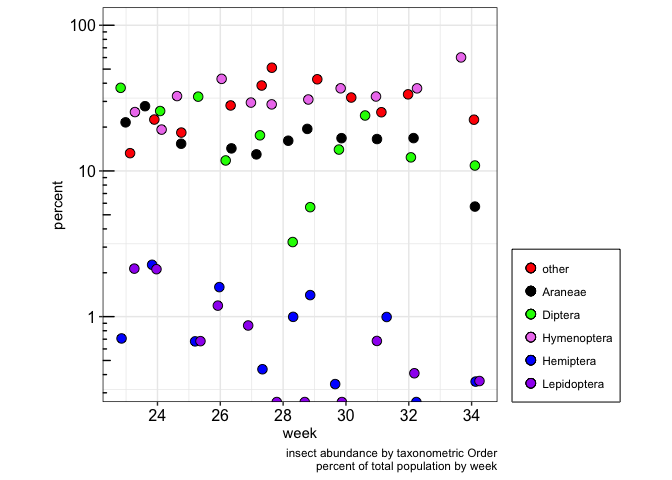 100
10
1
percent
24
26
28
30
32
34
week
other
Araneae
Diptera
Hymenoptera
Hemiptera
Lepidoptera
insect abundance by taxonometric Order
percent of total population by week